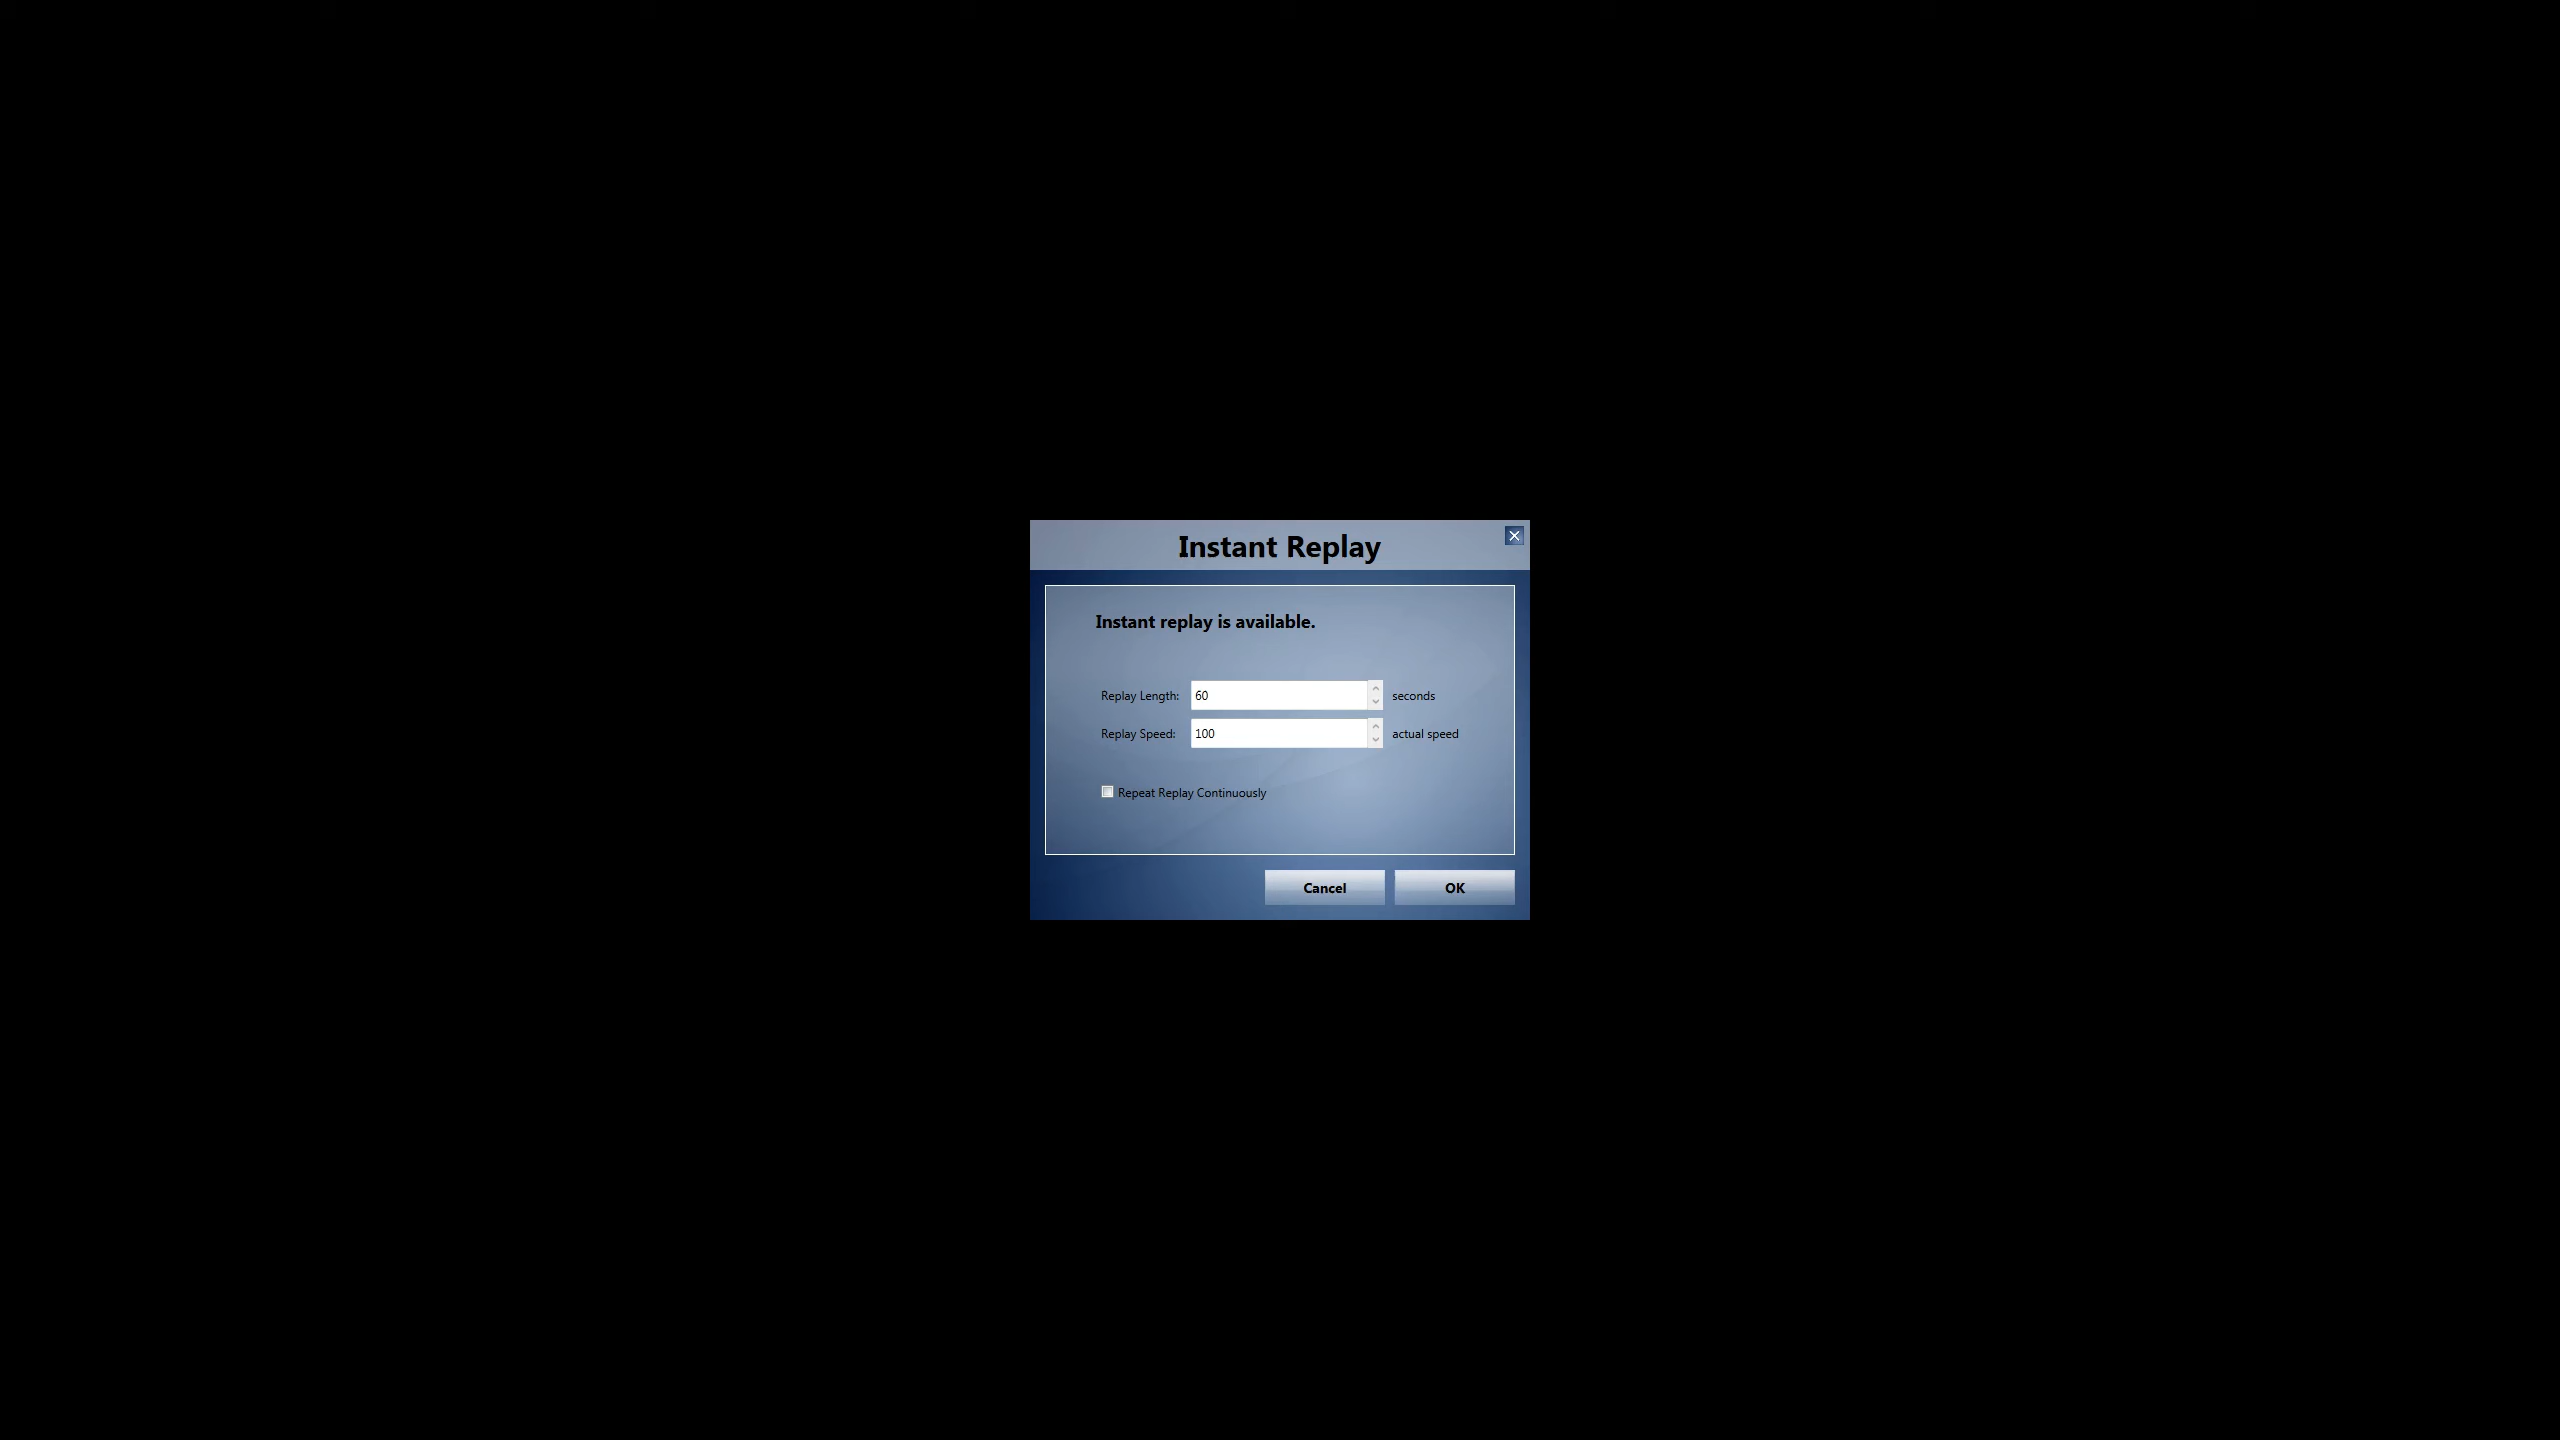 Instant Replay
Instant replay is available.
Replay Length: 60 seconds
Replay Speed: 100 actual speed
Repeat Replay Continuously
Cancel OK